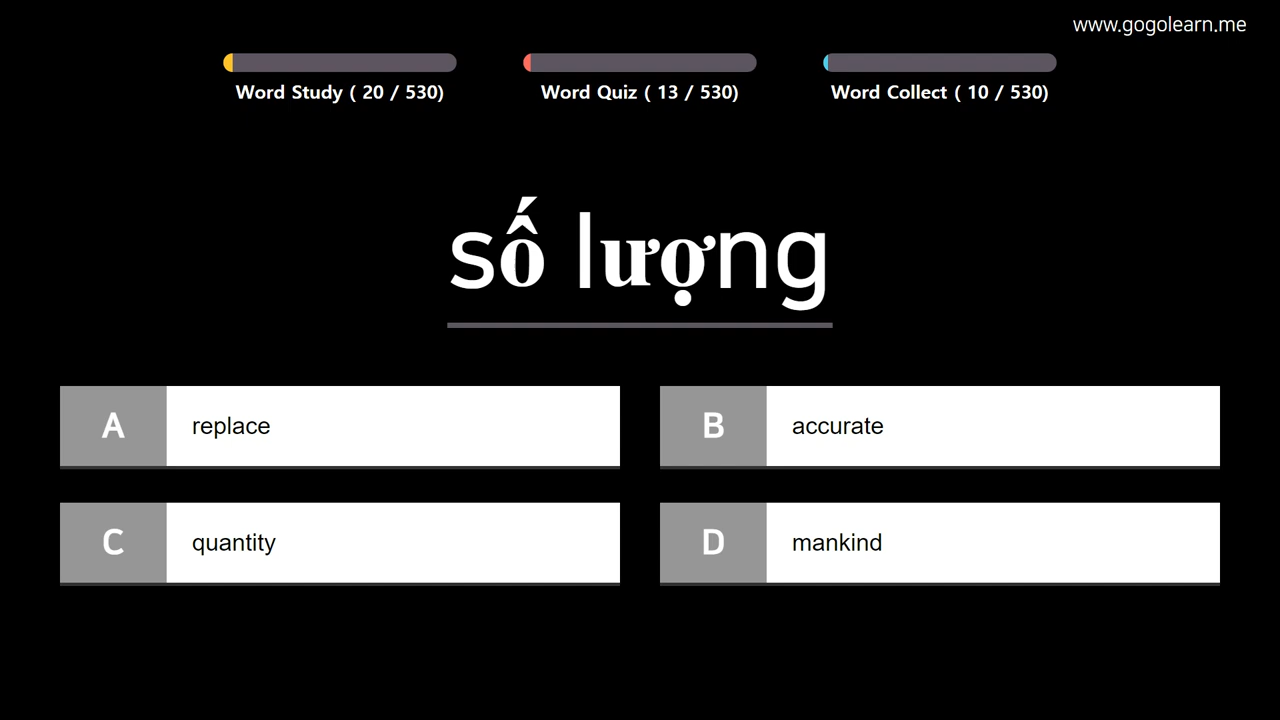 www.gogolearn.me
Word Study ( 20 / 530)
Word Quiz ( 13 / 530)
Word Collect ( 10 / 530)
số lượng
A replace
B accurate
C quantity
D mankind